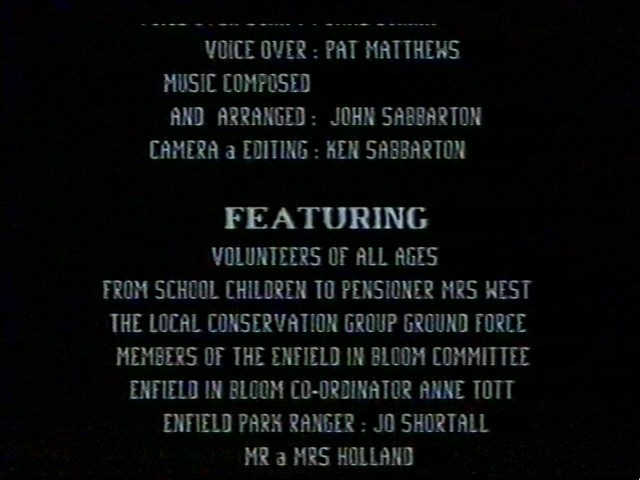 VOICE OVER : PAT MATTHEWS
MUSIC COMPOSED
AND ARRANGED : JOHN SABBARTON
CAMERA a EDITING : KEN SABBARTON
FEATURING
VOLUNTEERS OF ALL AGES
FROM SCHOOL CHILDREN TO PENSIONER MRS WEST
THE LOCAL CONSERVATION GROUP GROUND FORCE
MEMBERS OF THE ENFIELD IN BLOOM COMMITTEE
ENFIELD IN BLOOM CO-ORDINATOR ANNE TOTT
ENFIELD PARK RANGER : JO SHORTALL
MR a MRS HOLLAND